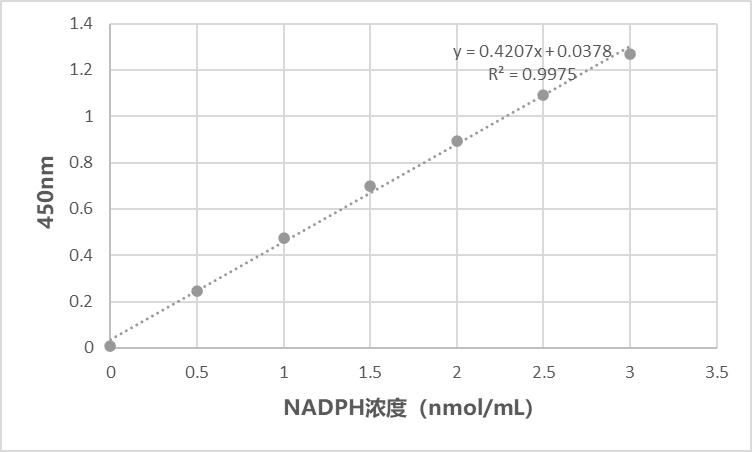 1.4
1.2
1
0.8
0.6
0.4
0.2
0
450nm
y = 0.4207x + 0.0378
R² = 0.9975
0 0.5 1 1.5 2 2.5 3 3.5
NADPH浓度（nmol/mL）